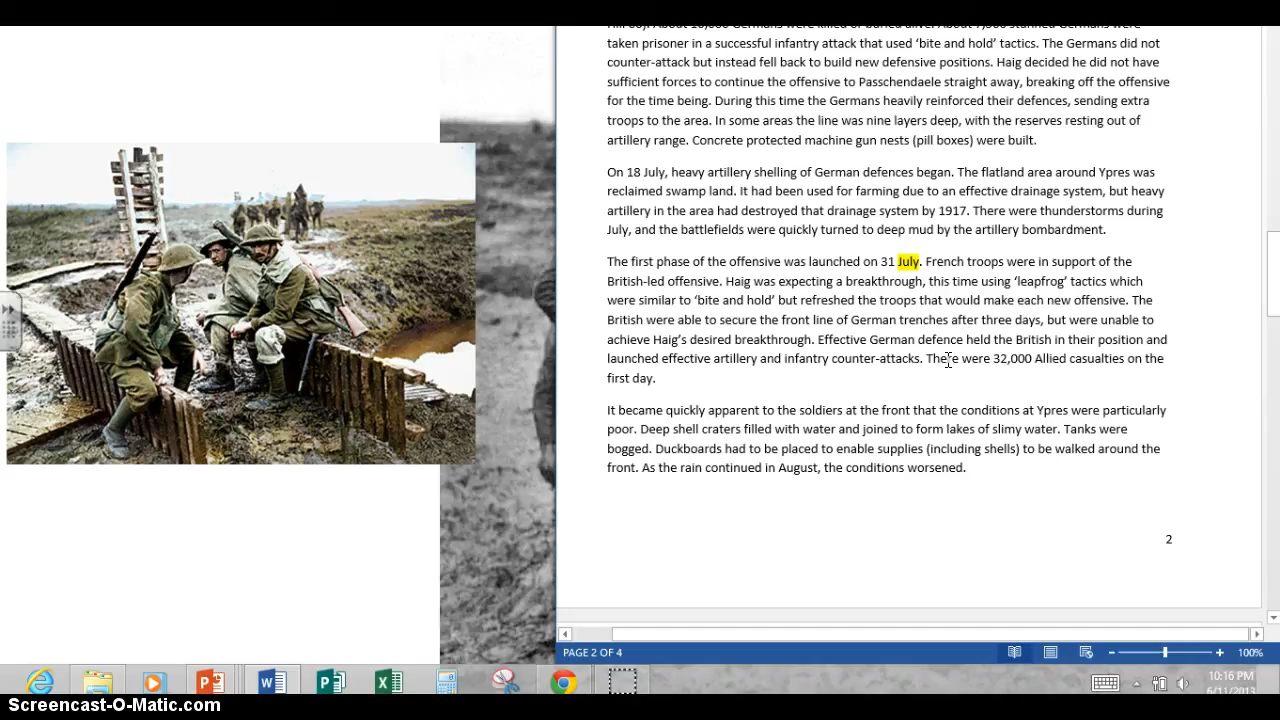 taken prisoner in a successful infantry attack that used ‘bite and hold’ tactics. The Germans did not
counter-attack but instead fell back to build new defensive positions. Haig decided he did not have
sufficient forces to continue the offensive to Passchendaele straight away, breaking off the offensive
for the time being. During this time the Germans heavily reinforced their defences, sending extra
troops to the area. In some areas the line was nine layers deep, with the reserves resting out of
artillery range. Concrete protected machine gun nests (pill boxes) were built.
On 18 July, heavy artillery shelling of German defences began. The flatland area around Ypres was
reclaimed swamp land. It had been used for farming due to an effective drainage system, but heavy
artillery in the area had destroyed that drainage system by 1917. There were thunderstorms during
July, and the battlefields were quickly turned to deep mud by the artillery bombardment.
The first phase of the offensive was launched on 31 July. French troops were in support of the
British-led offensive. Haig was expecting a breakthrough, this time using ‘leapfrog’ tactics which
were similar to ‘bite and hold’ but refreshed the troops that would make each new offensive. The
British were able to secure the front line of German trenches after three days, but were unable to
achieve Haig’s desired breakthrough. Effective German defence held the British in their position and
launched effective artillery and infantry counter-attacks. There were 32,000 Allied casualties on the
first day.
It became quickly apparent to the soldiers at the front that the conditions at Ypres were particularly
poor. Deep shell craters filled with water and joined to form lakes of slimy water. Tanks were
bogged. Duckboards had to be placed to enable supplies (including shells) to be walked around the
front. As the rain continued in August, the conditions worsened.
2
PAGE 2 OF 4
100%
10:16 PM
6/11/2013
Screencast-O-Matic.com